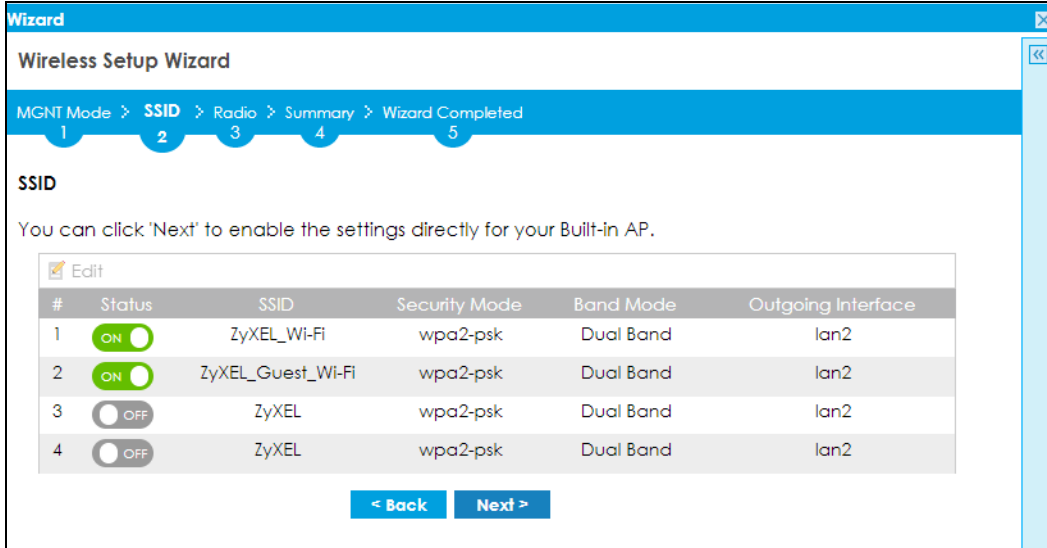 Wizard
Wireless Setup Wizard
MGNT Mode > SSID > Radio > Summary > Wizard Completed
1 2 3 4 5
SSID
You can click 'Next' to enable the settings directly for your Built-in AP.
Edit
# Status SSID Security Mode Band Mode Outgoing Interface
1 ON ZyXEL_Wi-Fi wpa2-psk Dual Band lan2
2 ON ZyXEL_Guest_Wi-Fi wpa2-psk Dual Band lan2
3 OFF ZyXEL wpa2-psk Dual Band lan2
4 OFF ZyXEL wpa2-psk Dual Band lan2
< Back Next >